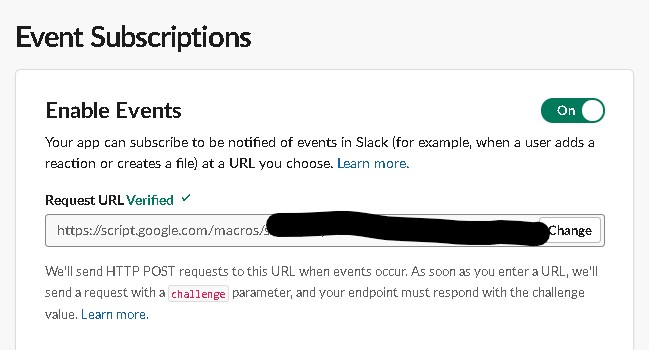 Event Subscriptions
Enable Events
On
Your app can subscribe to be notified of events in Slack (for example, when a user adds a
reaction or creates a file) at a URL you choose. Learn more.
Request URL Verified ✓
https://script.google.com/macros/s
Change
We'll send HTTP POST requests to this URL when events occur. As soon as you enter a URL, we'll
send a request with a challenge parameter, and your endpoint must respond with the challenge
value. Learn more.